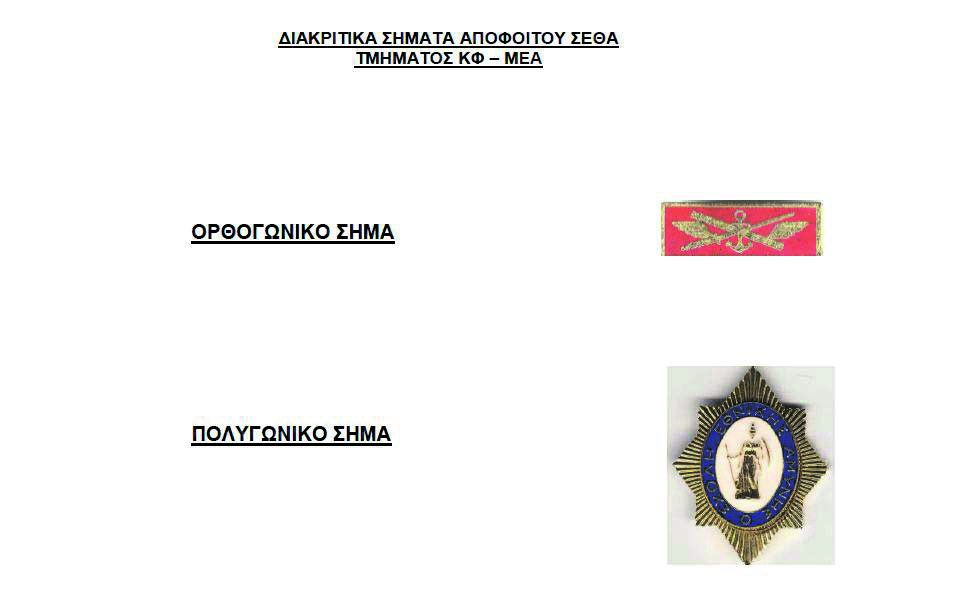 ΔΙΑΚΡΙΤΙΚΑ ΣΗΜΑΤΑ ΑΠΟΦΟΙΤΟΥ ΣΕΘΑ
ΤΜΗΜΑΤΟΣ ΚΦ – ΜΕΑ
ΟΡΘΟΓΩΝΙΚΟ ΣΗΜΑ
ΠΟΛΥΓΩΝΙΚΟ ΣΗΜΑ
ΣΧΟΛΗ ΕΘΝΙΚΗΣ ΑΜΥΝΗΣ